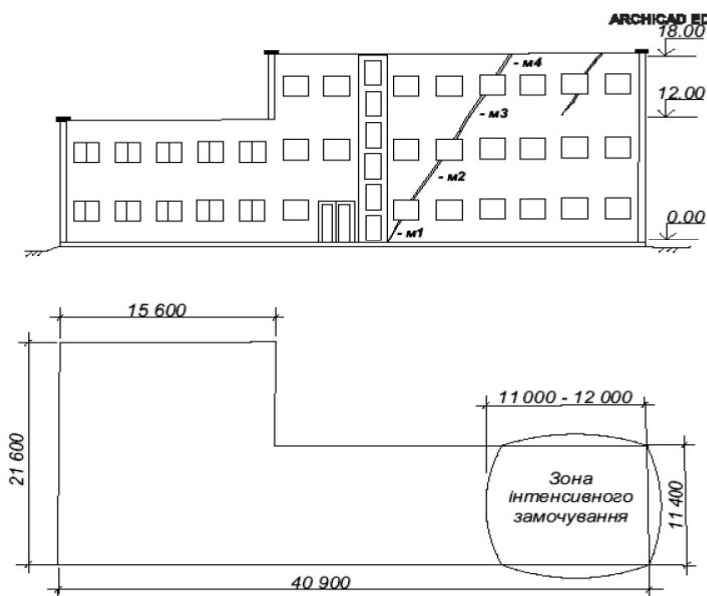 ARCHICAD ED
18.00
- м4
12.00
- м3
- м2
0.00
- м1
15 600
11 000 - 12 000
21 600
Зона
інтенсивного
замочування
11 400
40 900